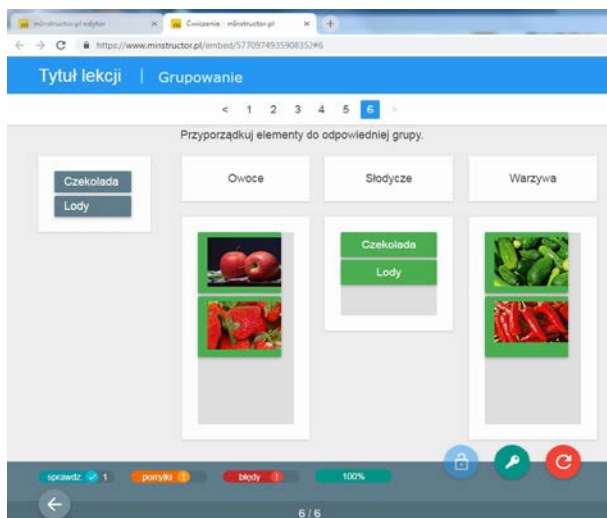 minstructor.pl edytor
Ćwiczenia - minstructor.pl
https://www.minstructor.pl/embed/5770974935908352#6
Tytuł lekcji | Grupowanie
< 1 2 3 4 5 6 >
Przyporządkuj elementy do odpowiedniej grupy.
Czekolada
Lody
Owoce
Słodycze
Warzywa
Czekolada
Lody
sprawdź 1
pomyłki
błędy
100%
6 / 6